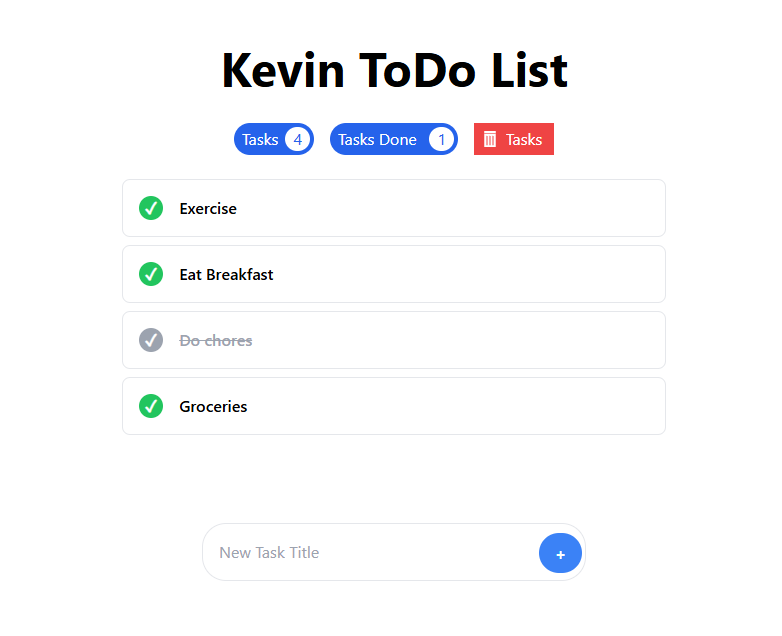 Kevin ToDo List
Tasks 4 Tasks Done 1 Tasks
Exercise
Eat Breakfast
Do chores
Groceries
New Task Title +